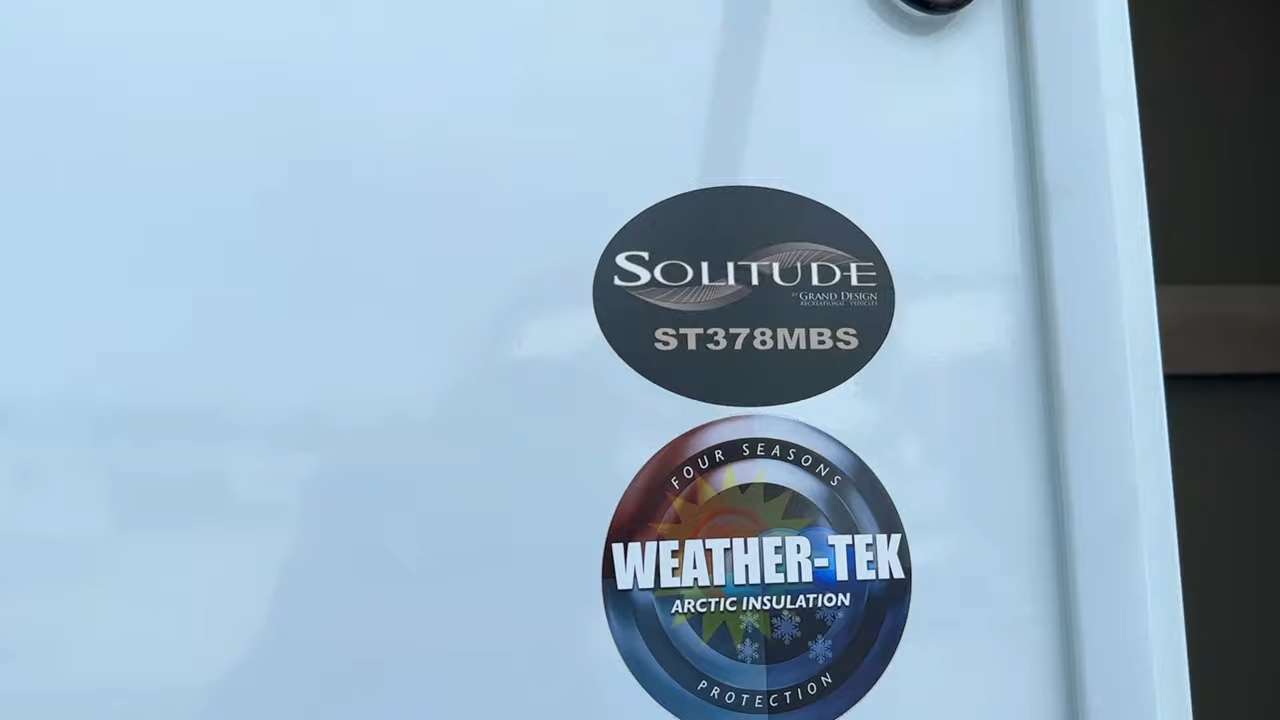 SOLITUDE
BY GRAND DESIGN
RECREATIONAL VEHICLES
ST378MBS
FOUR SEASONS
WEATHER-TEK
ARCTIC INSULATION
PROTECTION